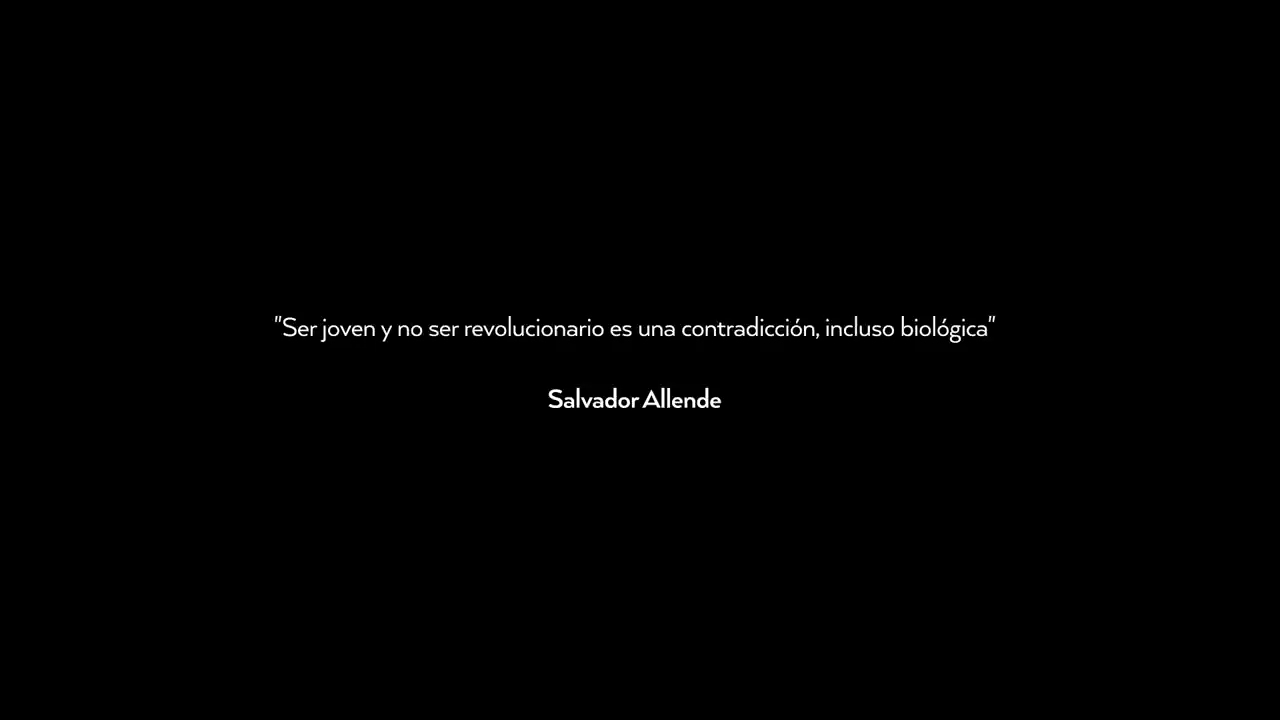 "Ser joven y no ser revolucionario es una contradicción, incluso biológica"
Salvador Allende